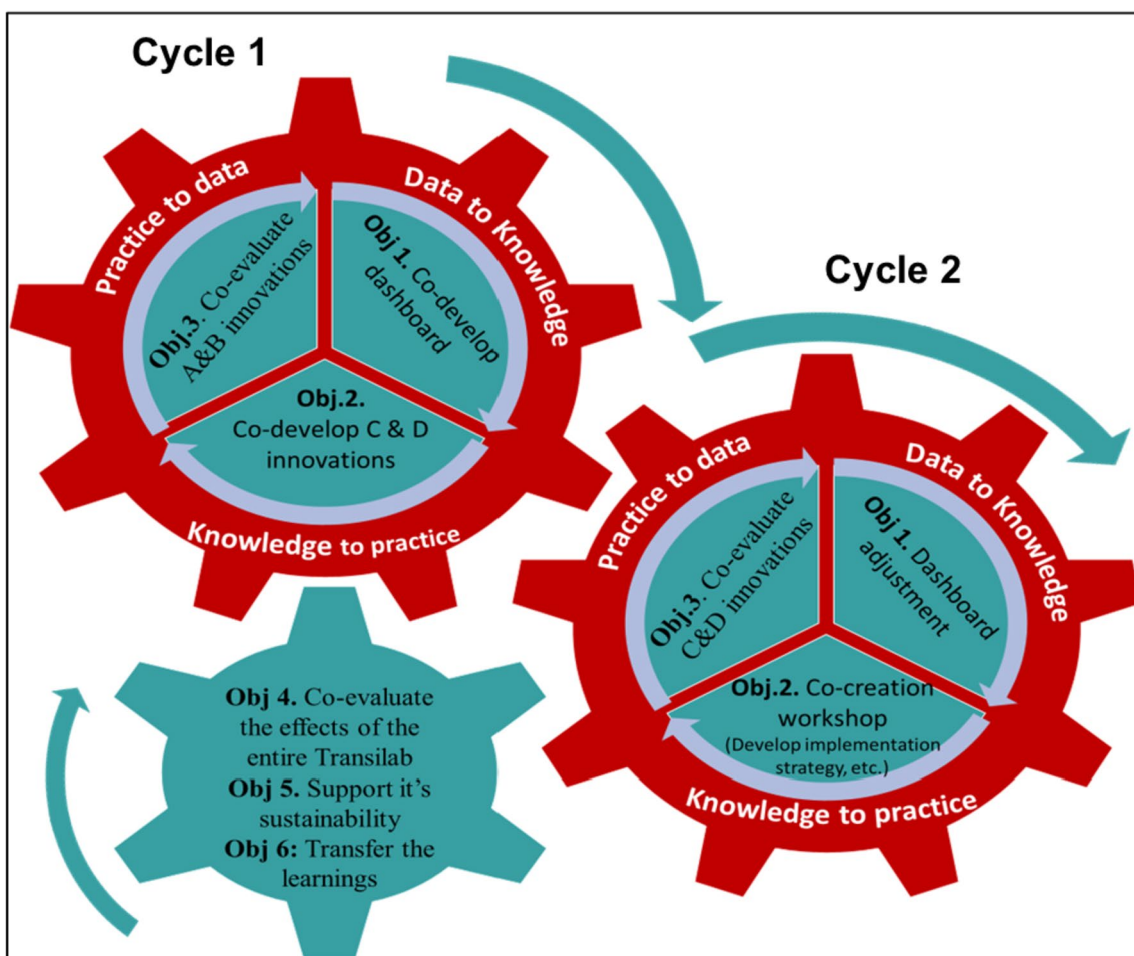 Cycle 1
Practice to data
Data to Knowledge
Obj.3. Co-evaluate
A&B innovations
Obj 1. Co-develop
dashboard
Obj.2.
Co-develop C & D
innovations
Knowledge to practice
Cycle 2
Practice to data
Data to Knowledge
Obj.3. Co-evaluate
C&D innovations
Obj 1. Dashboard
adjustment
Obj.2. Co-creation
workshop
(Develop implementation
strategy, etc.)
Knowledge to practice
Obj 4. Co-evaluate
the effects of the
entire Transilab
Obj 5. Support it's
sustainability
Obj 6: Transfer the
learnings